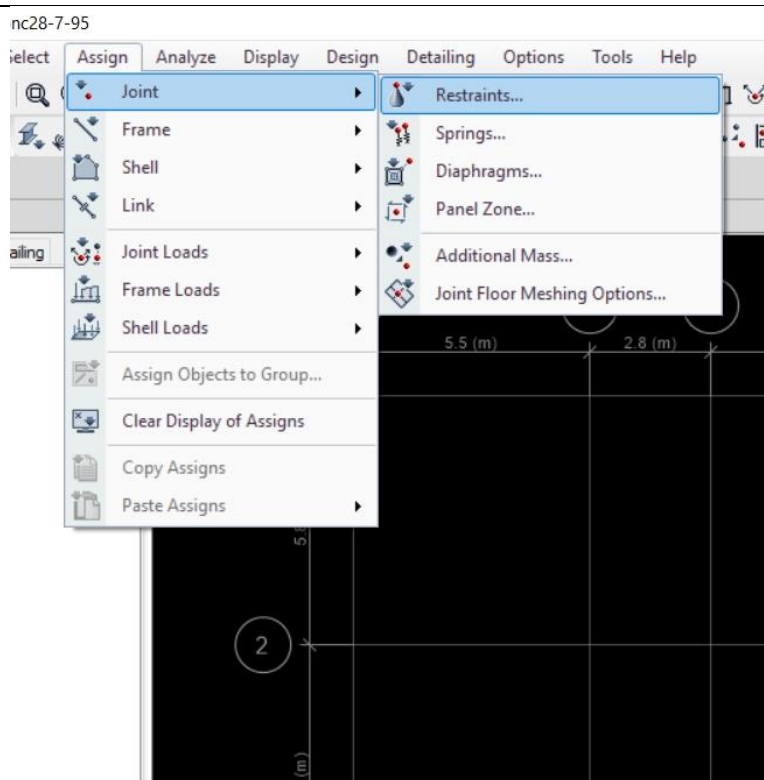 nc28-7-95
Select Assign Analyze Display Design Detailing Options Tools Help
Joint
Frame
Shell
Link
Joint Loads
Frame Loads
Shell Loads
Assign Objects to Group...
Clear Display of Assigns
Copy Assigns
Paste Assigns
Restraints...
Springs...
Diaphragms...
Panel Zone...
Additional Mass...
Joint Floor Meshing Options...
ailing
5.5 (m) 2.8 (m)
2
(m)